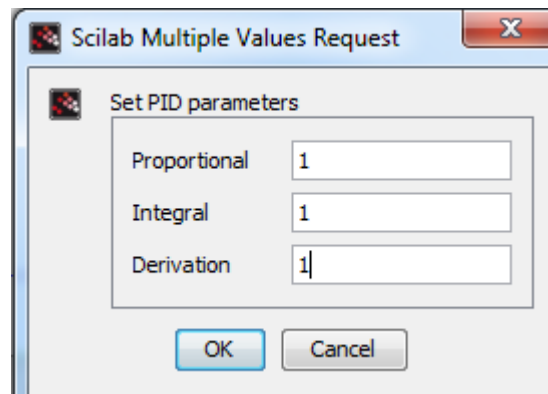 Scilab Multiple Values Request
Set PID parameters
Proportional 1
Integral 1
Derivation 1
OK Cancel